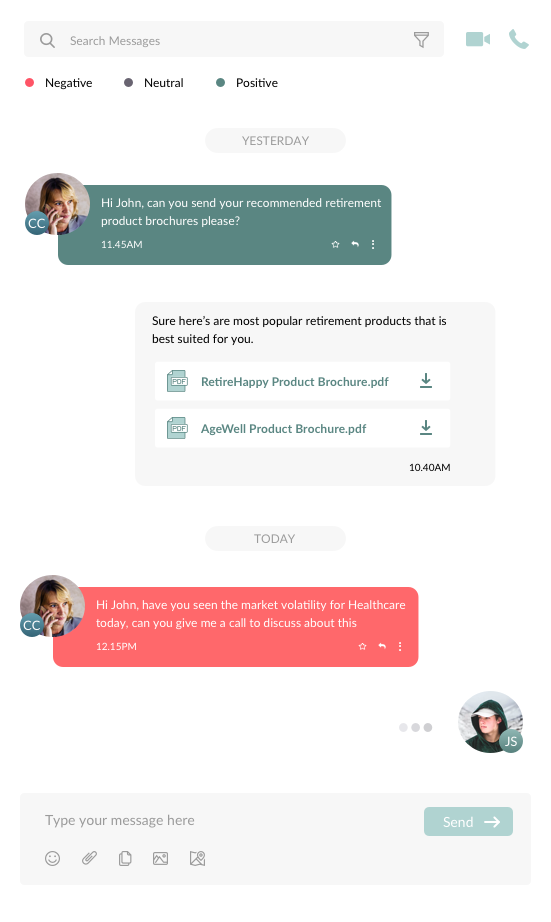 Search Messages
Negative
Neutral
Positive
YESTERDAY
Hi John, can you send your recommended retirement
product brochures please?
CC
11.45AM
Sure here's are most popular retirement products that is
best suited for you.
PDF
RetireHappy Product Brochure.pdf
PDF
AgeWell Product Brochure.pdf
10.40AM
TODAY
Hi John, have you seen the market volatility for Healthcare
today, can you give me a call to discuss about this
CC
12.15PM
JS
Type your message here
Send